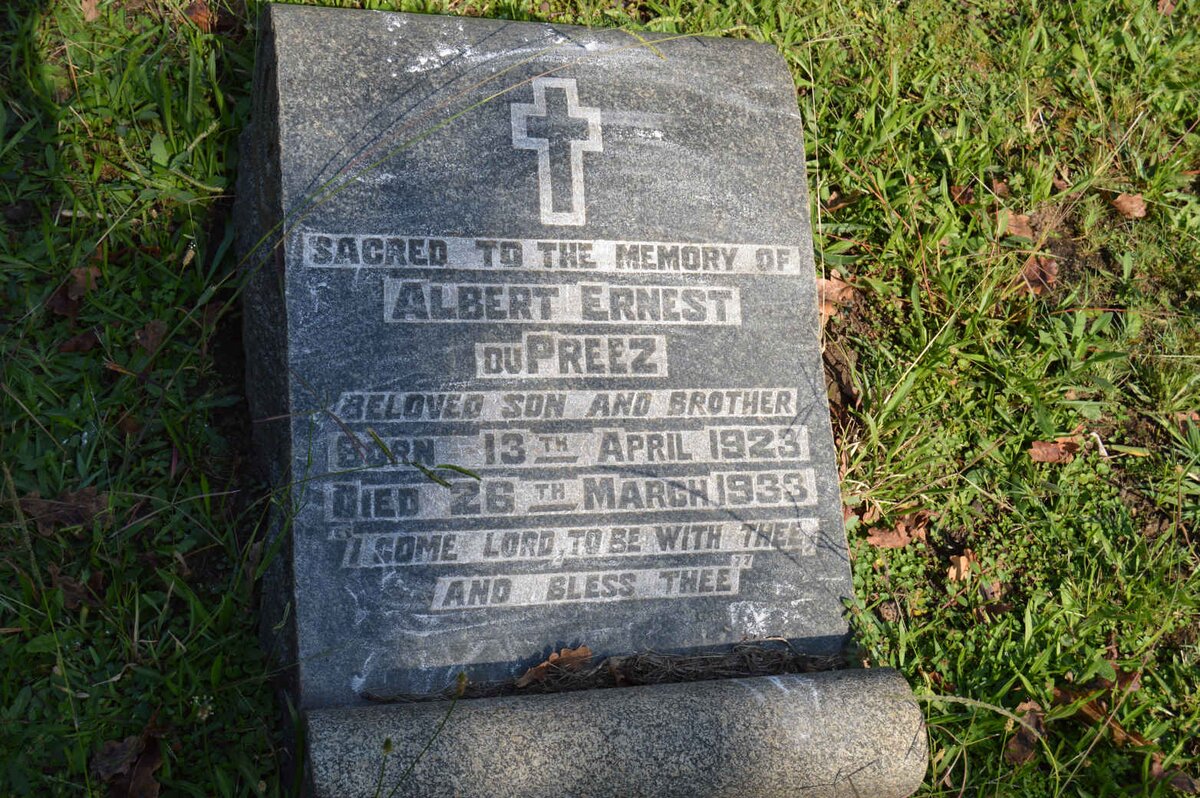 SACRED TO THE MEMORY OF
ALBERT ERNEST
DU PREEZ
BELOVED SON AND BROTHER
BORN 13TH APRIL 1923
DIED 26TH MARCH 1933
"I COME LORD, TO BE WITH THEE,
AND BLESS THEE"